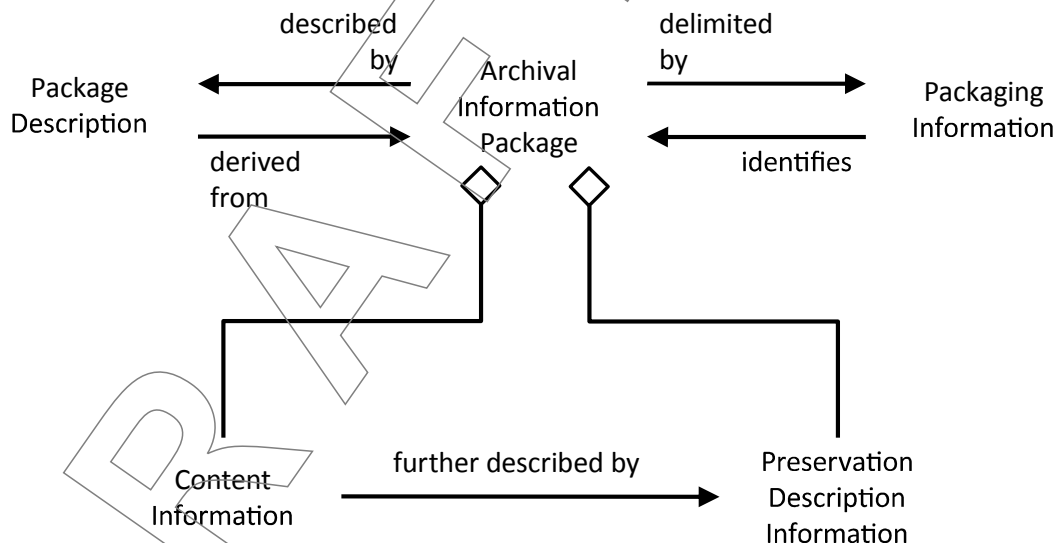 described
by
delimited
by
Package
Description
Archival
Information
Package
Packaging
Information
derived
from
identifies
Content
Information
further described by
Preservation
Description
Information
RAF